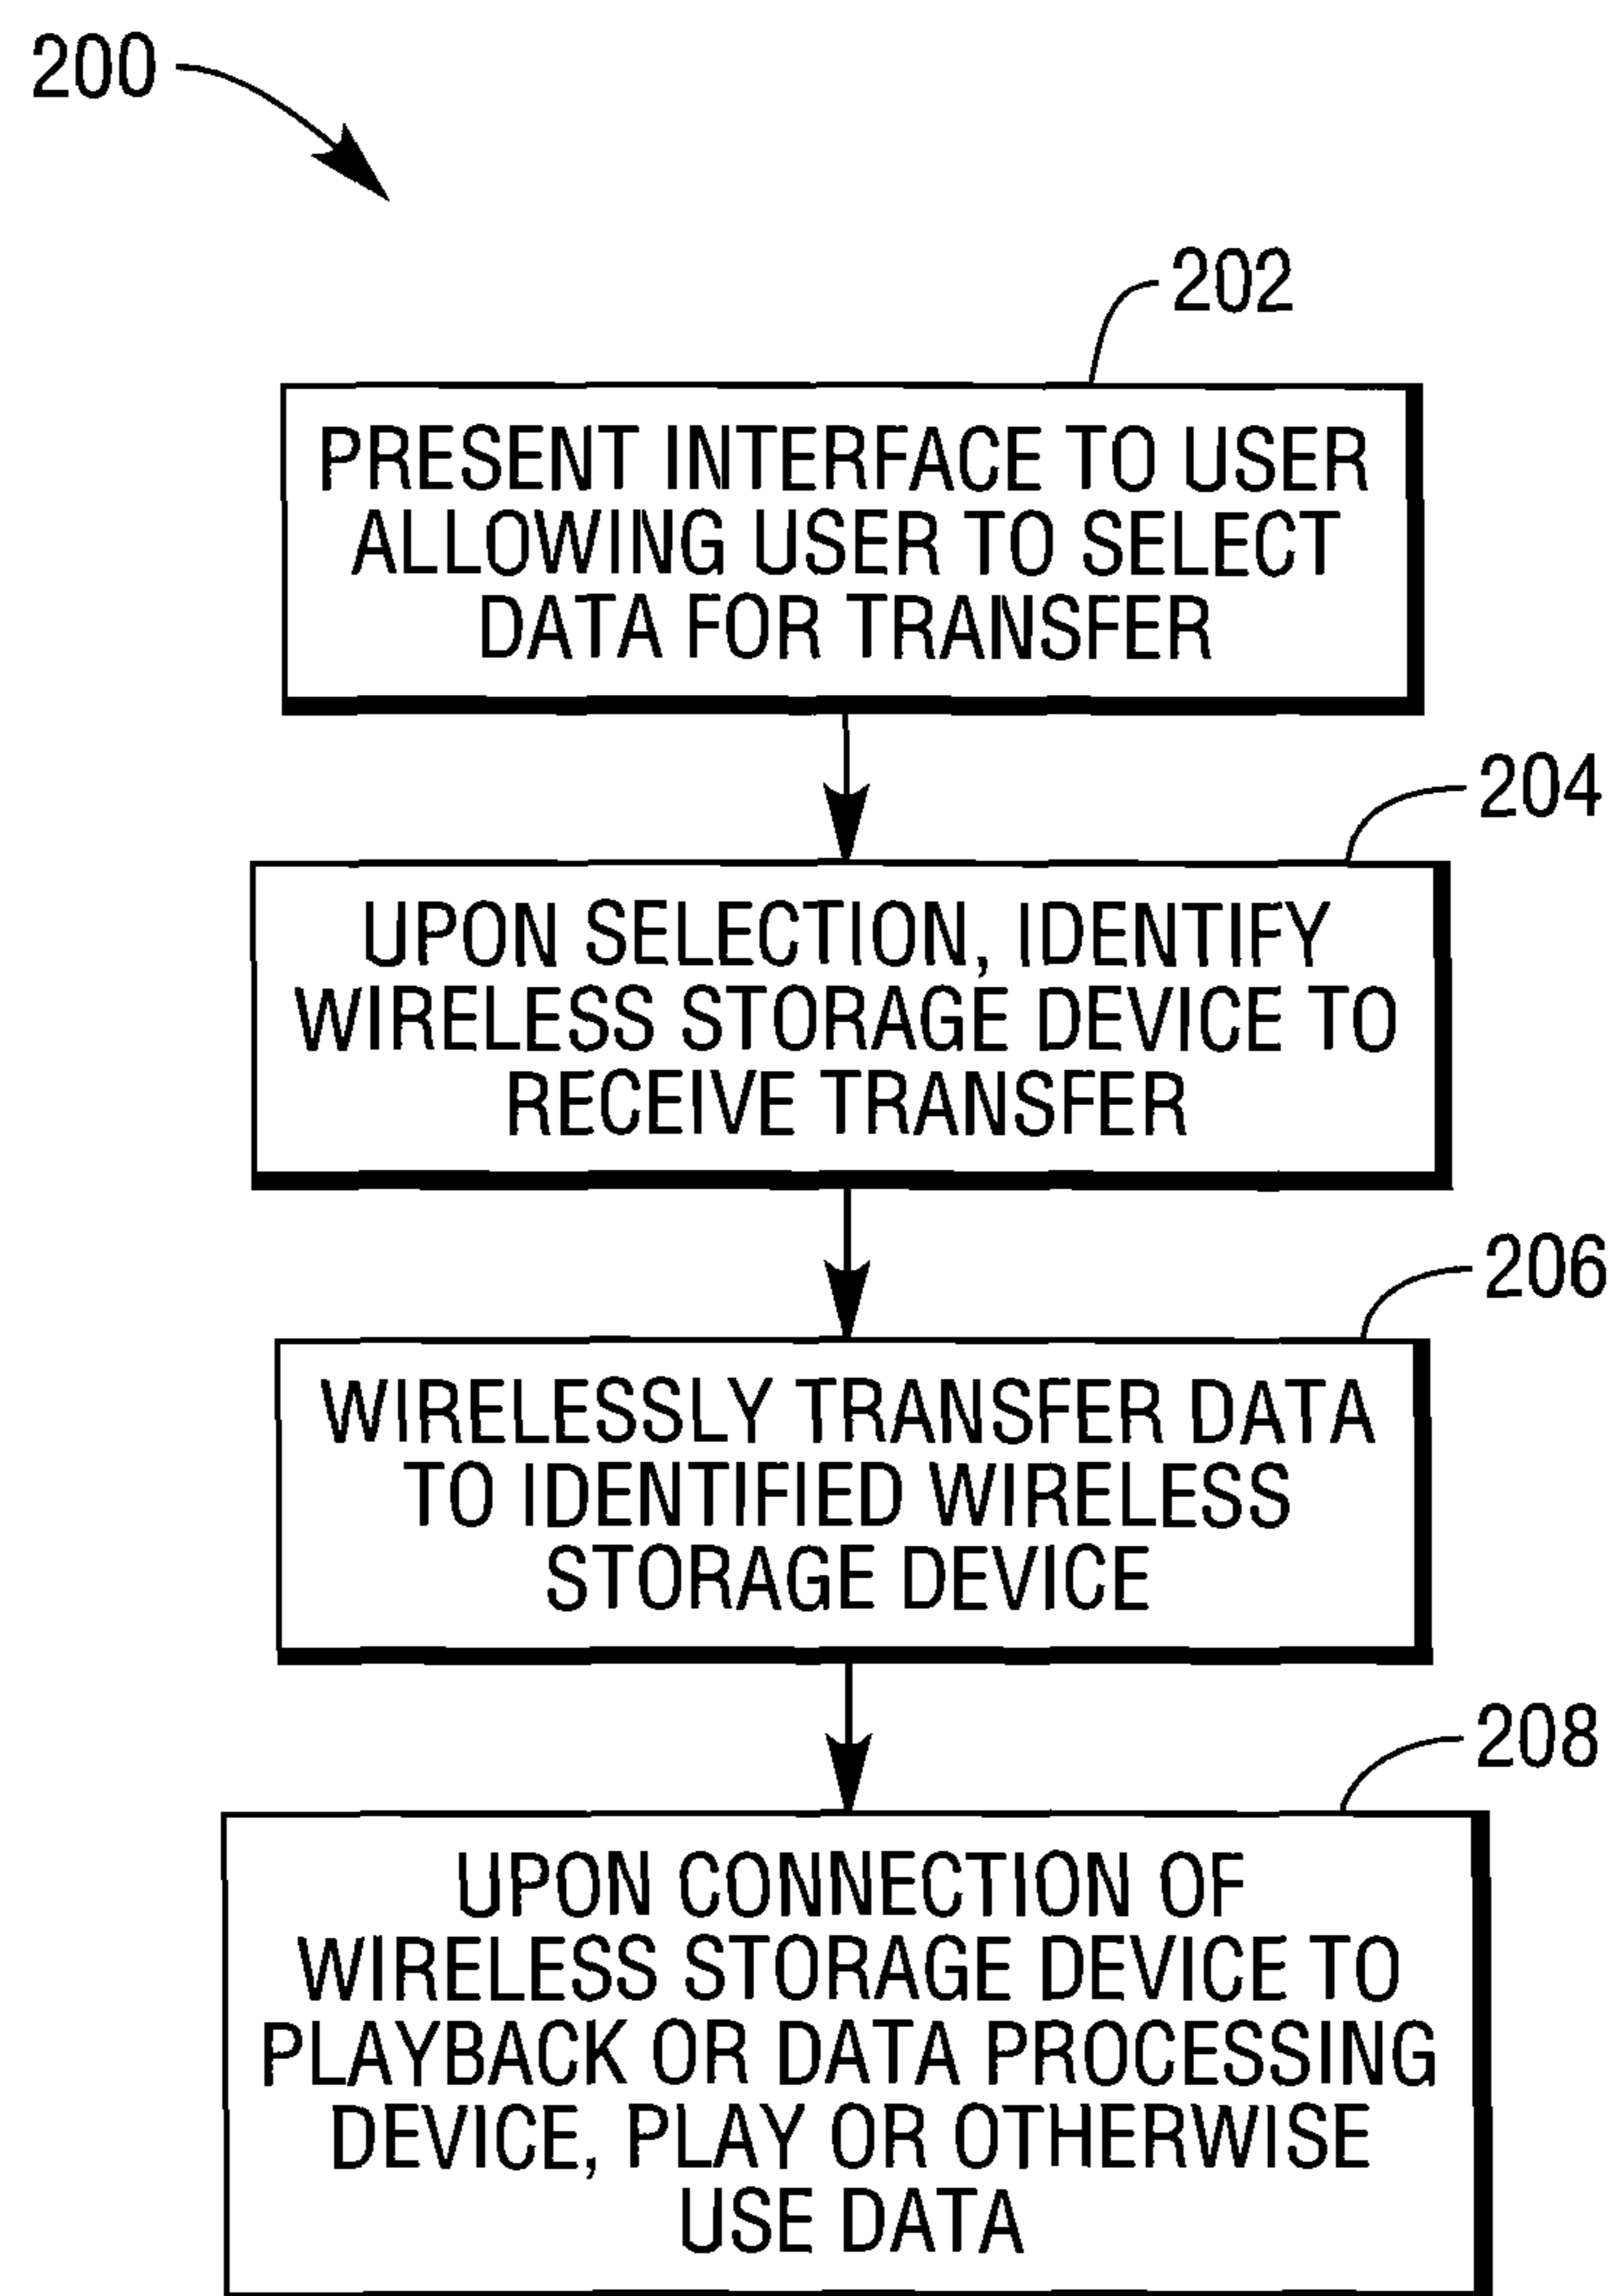 200
202
PRESENT INTERFACE TO USER
ALLOWING USER TO SELECT
DATA FOR TRANSFER
204
UPON SELECTION, IDENTIFY
WIRELESS STORAGE DEVICE TO
RECEIVE TRANSFER
206
WIRELESSLY TRANSFER DATA
TO IDENTIFIED WIRELESS
STORAGE DEVICE
208
UPON CONNECTION OF
WIRELESS STORAGE DEVICE TO
PLAYBACK OR DATA PROCESSING
DEVICE, PLAY OR OTHERWISE
USE DATA